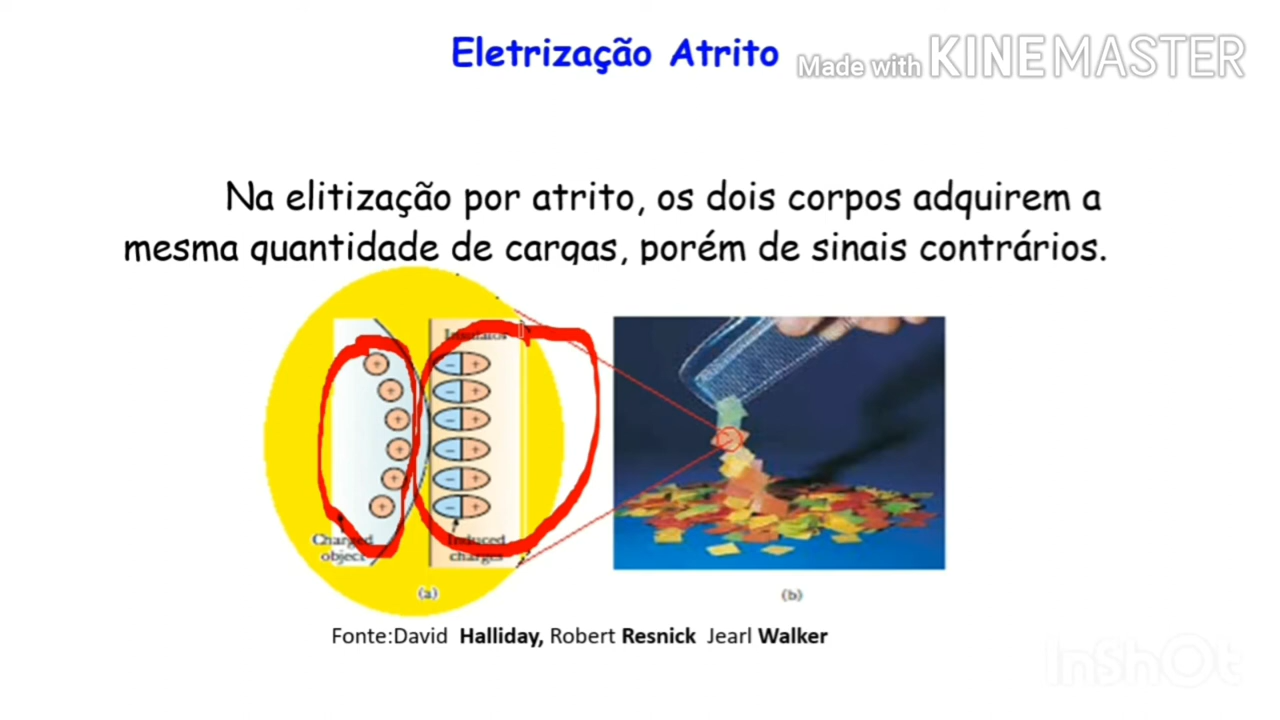 Eletrização Atrito
Made with KINEMASTER
Na elitização por atrito, os dois corpos adquirem a
mesma quantidade de cargas, porém de sinais contrários.
+ - +
+ - +
+ - +
+ - +
+ - +
+ - +
Charged
object
Induced
charges
(a)
(b)
Fonte:David Halliday, Robert Resnick Jearl Walker
InShOt